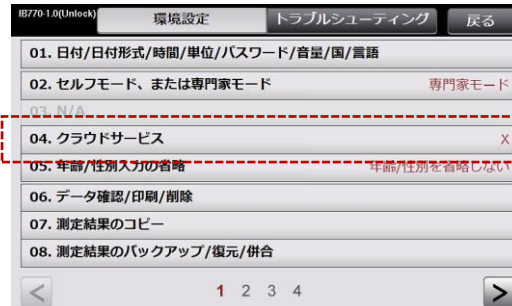 IB770-1.0(Unlock)
環境設定
トラブルシューティング
戻る
01. 日付/日付形式/時間/単位/パスワード/音量/国/言語
02. セルフモード、または専門家モード 専門家モード
03. N/A
04. クラウドサービス X
05. 年齢/性別入力の省略 年齢/性別を省略しない
06. データ確認/印刷/削除
07. 測定結果のコピー
08. 測定結果のバックアップ/復元/併合
< 1 2 3 4 >